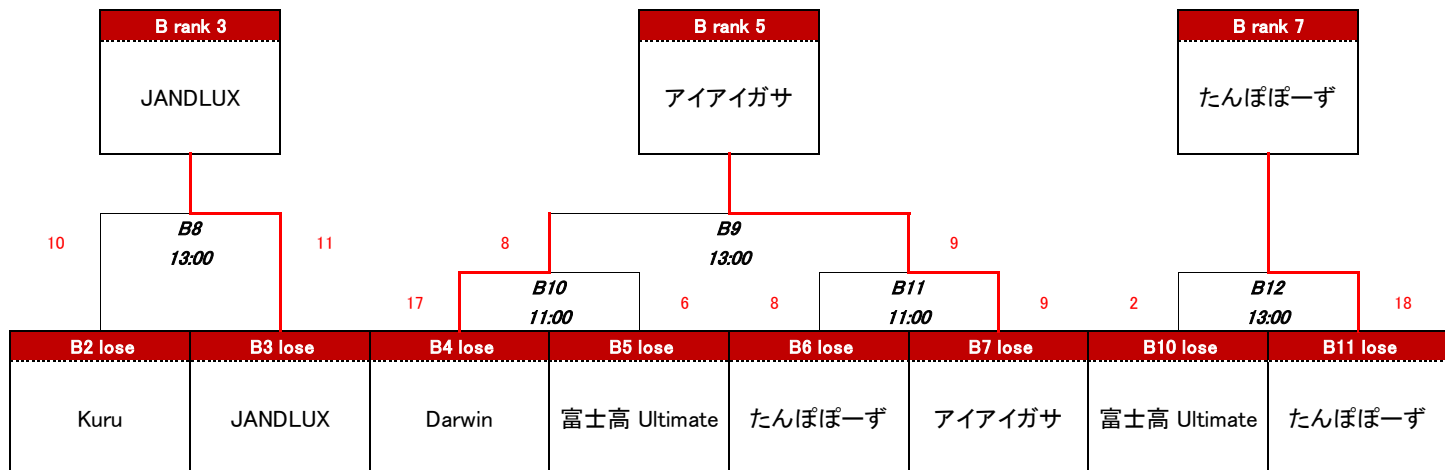 B rank 3
B rank 5
B rank 7
JANDLUX
アイアイガサ
たんぽぽーず
B8
13:00
10
11
B9
13:00
8
9
B10
11:00
17
6
B11
11:00
8
9
B12
13:00
2
18
B2 lose
B3 lose
B4 lose
B5 lose
B6 lose
B7 lose
B10 lose
B11 lose
Kuru
JANDLUX
Darwin
富士高 Ultimate
たんぽぽーず
アイアイガサ
富士高 Ultimate
たんぽぽーず